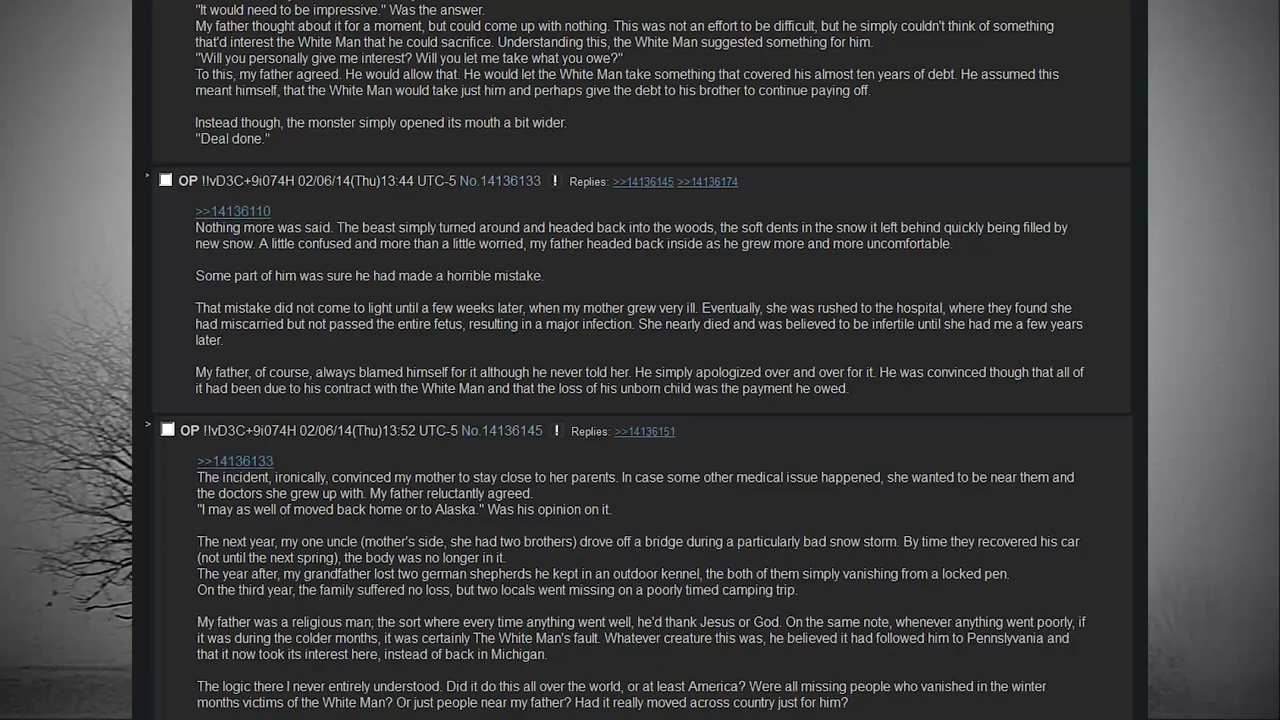 "It would need to be impressive." Was the answer.
My father thought about it for a moment, but could come up with nothing. This was not an effort to be difficult, but he simply couldn't think of something
that'd interest the White Man that he could sacrifice. Understanding this, the White Man suggested something for him.
"Will you personally give me interest? Will you let me take what you owe?"
To this, my father agreed. He would allow that. He would let the White Man take something that covered his almost ten years of debt. He assumed this
meant himself, that the White Man would take just him and perhaps give the debt to his brother to continue paying off.
Instead though, the monster simply opened its mouth a bit wider.
"Deal done."
> OP !!vD3C+9i074H 02/06/14(Thu)13:44 UTC-5 No.14136133 ! Replies: >>14136145 >>14136174
>>14136110
Nothing more was said. The beast simply turned around and headed back into the woods, the soft dents in the snow it left behind quickly being filled by
new snow. A little confused and more than a little worried, my father headed back inside as he grew more and more uncomfortable.
Some part of him was sure he had made a horrible mistake.
That mistake did not come to light until a few weeks later, when my mother grew very ill. Eventually, she was rushed to the hospital, where they found she
had miscarried but not passed the entire fetus, resulting in a major infection. She nearly died and was believed to be infertile until she had me a few years
later.
My father, of course, always blamed himself for it although he never told her. He simply apologized over and over for it. He was convinced though that all of
it had been due to his contract with the White Man and that the loss of his unborn child was the payment he owed.
> OP !!vD3C+9i074H 02/06/14(Thu)13:52 UTC-5 No.14136145 ! Replies: >>14136151
>>14136133
The incident, ironically, convinced my mother to stay close to her parents. In case some other medical issue happened, she wanted to be near them and
the doctors she grew up with. My father reluctantly agreed.
"I may as well of moved back home or to Alaska." Was his opinion on it.
The next year, my one uncle (mother's side, she had two brothers) drove off a bridge during a particularly bad snow storm. By time they recovered his car
(not until the next spring), the body was no longer in it.
The year after, my grandfather lost two german shepherds he kept in an outdoor kennel, the both of them simply vanishing from a locked pen.
On the third year, the family suffered no loss, but two locals went missing on a poorly timed camping trip.
My father was a religious man; the sort where every time anything went well, he'd thank Jesus or God. On the same note, whenever anything went poorly, if
it was during the colder months, it was certainly The White Man's fault. Whatever creature this was, he believed it had followed him to Pennslyvania and
that it now took its interest here, instead of back in Michigan.
The logic there I never entirely understood. Did it do this all over the world, or at least America? Were all missing people who vanished in the winter
months victims of the White Man? Or just people near my father? Had it really moved across country just for him?